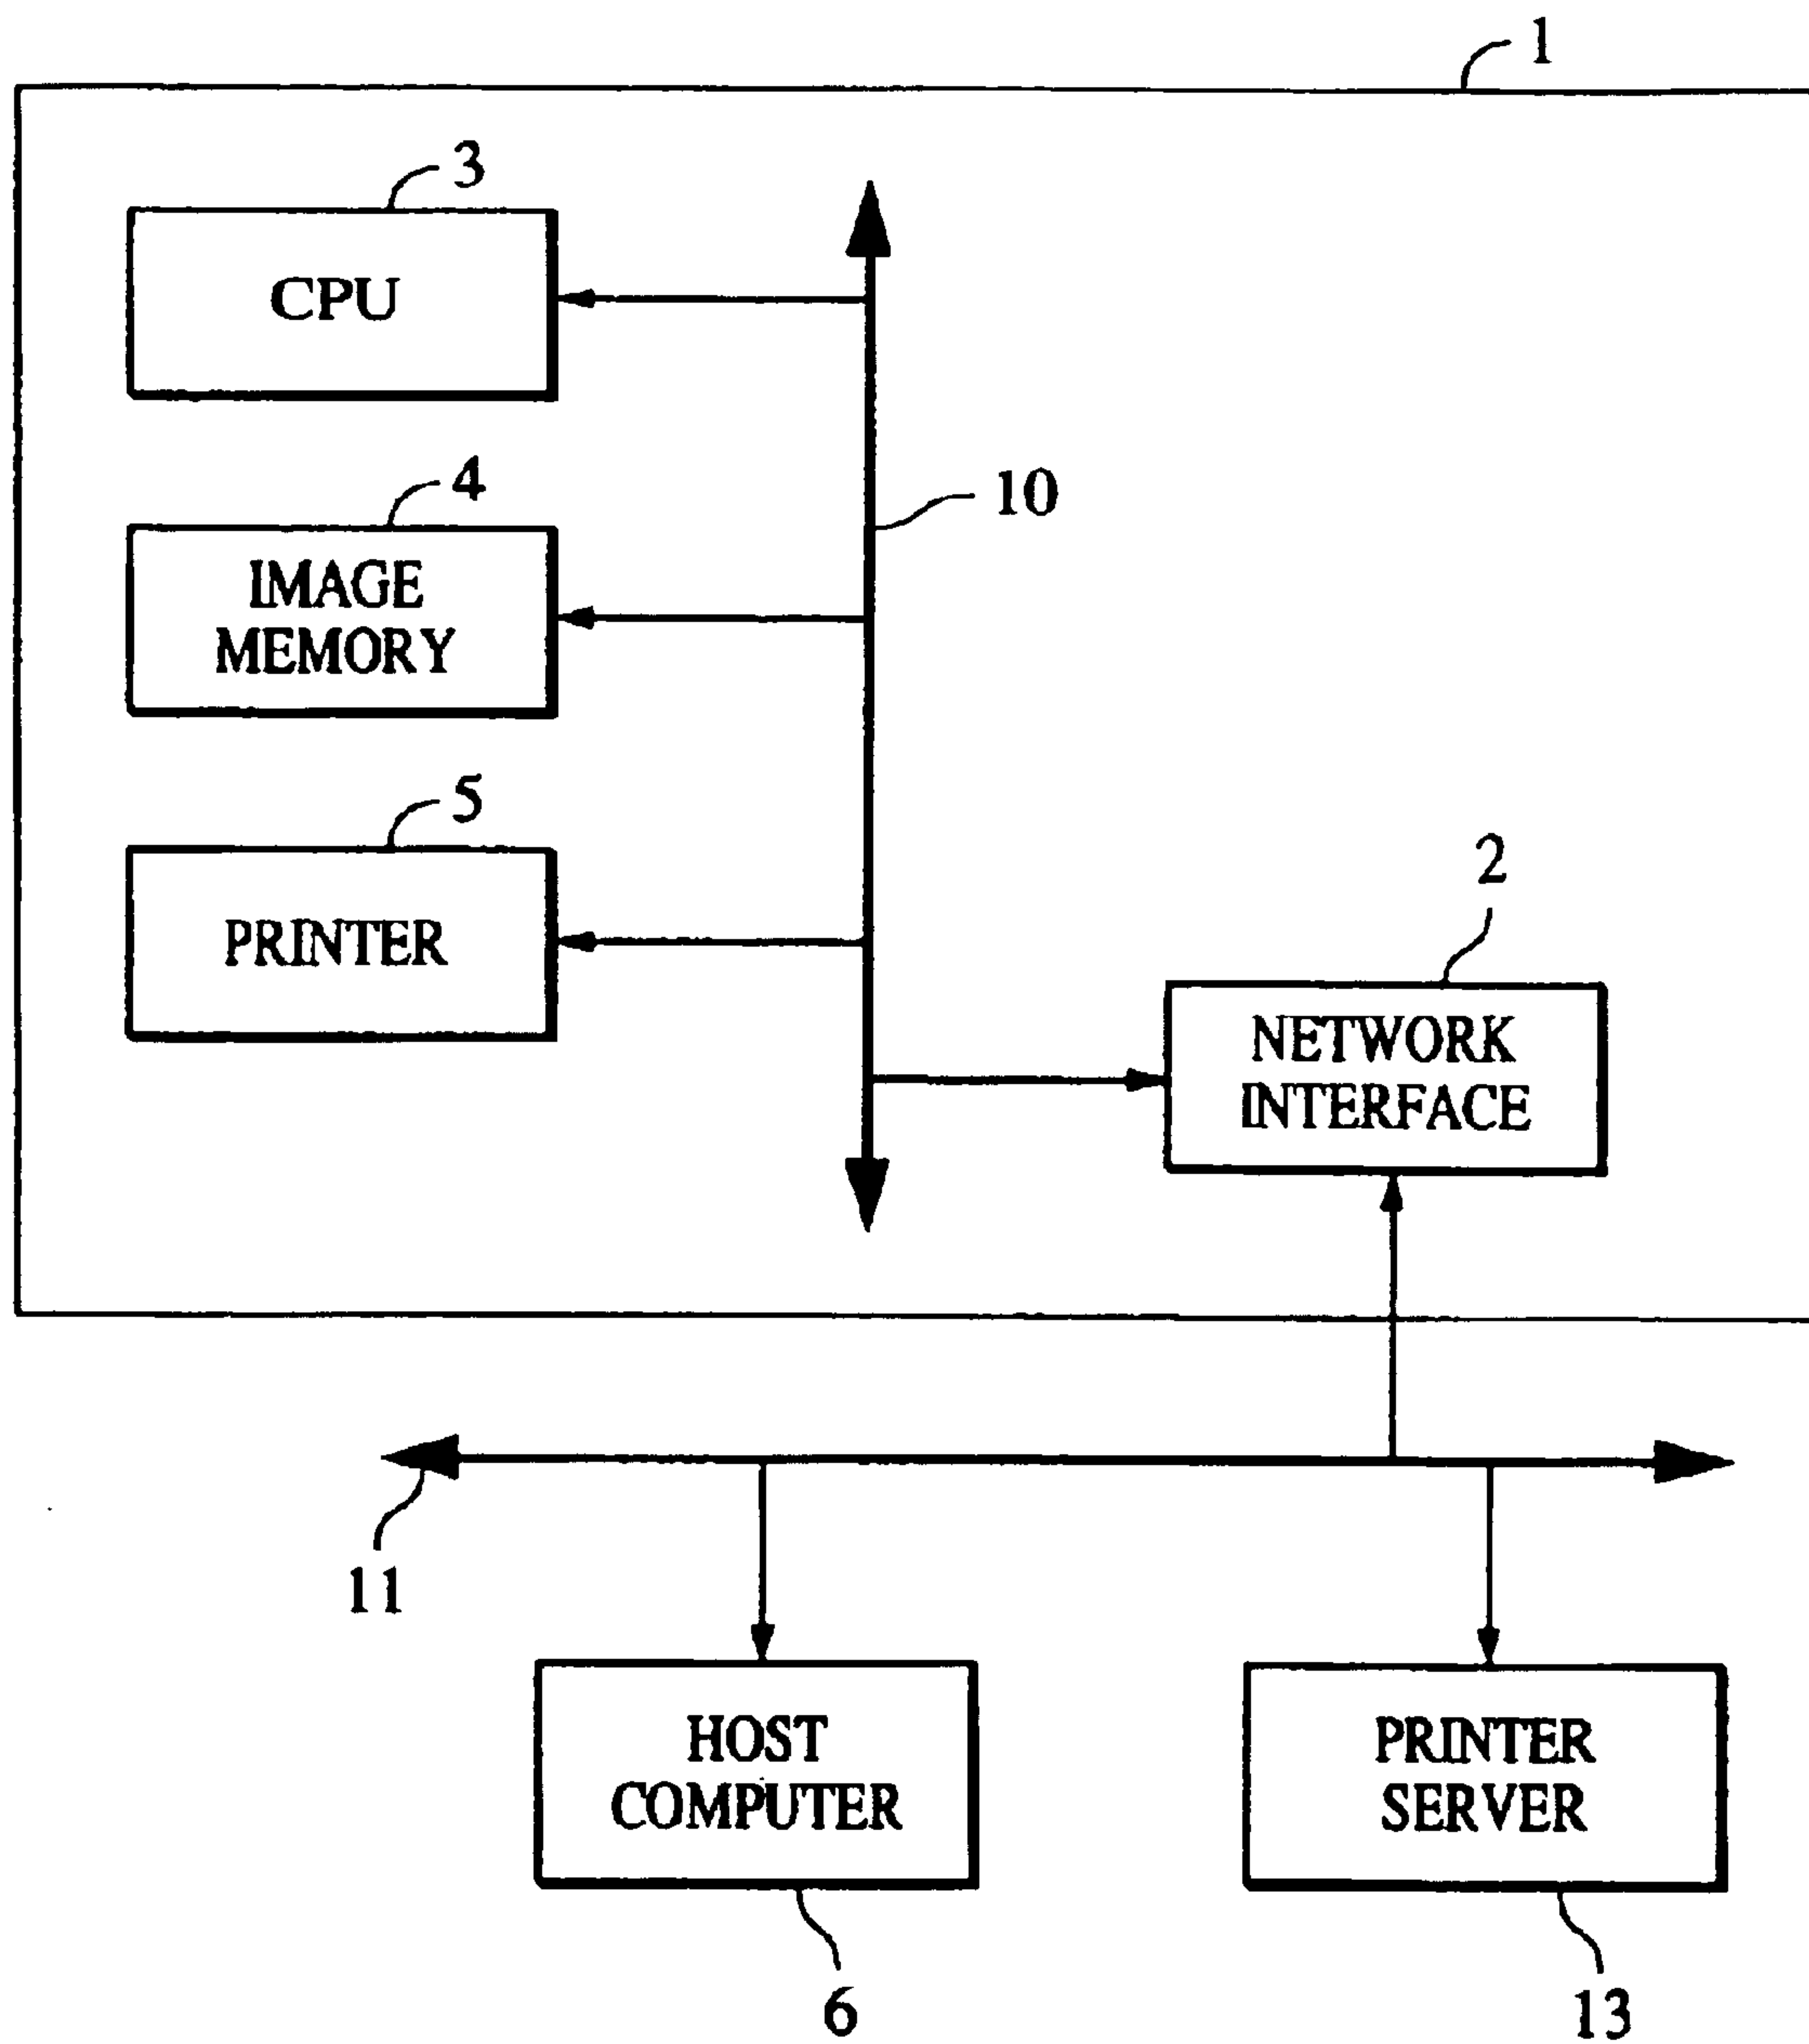 1
3
CPU
4
10
IMAGE
MEMORY
5
PRINTER
2
NETWORK
INTERFACE
11
HOST
COMPUTER
PRINTER
SERVER
6
13